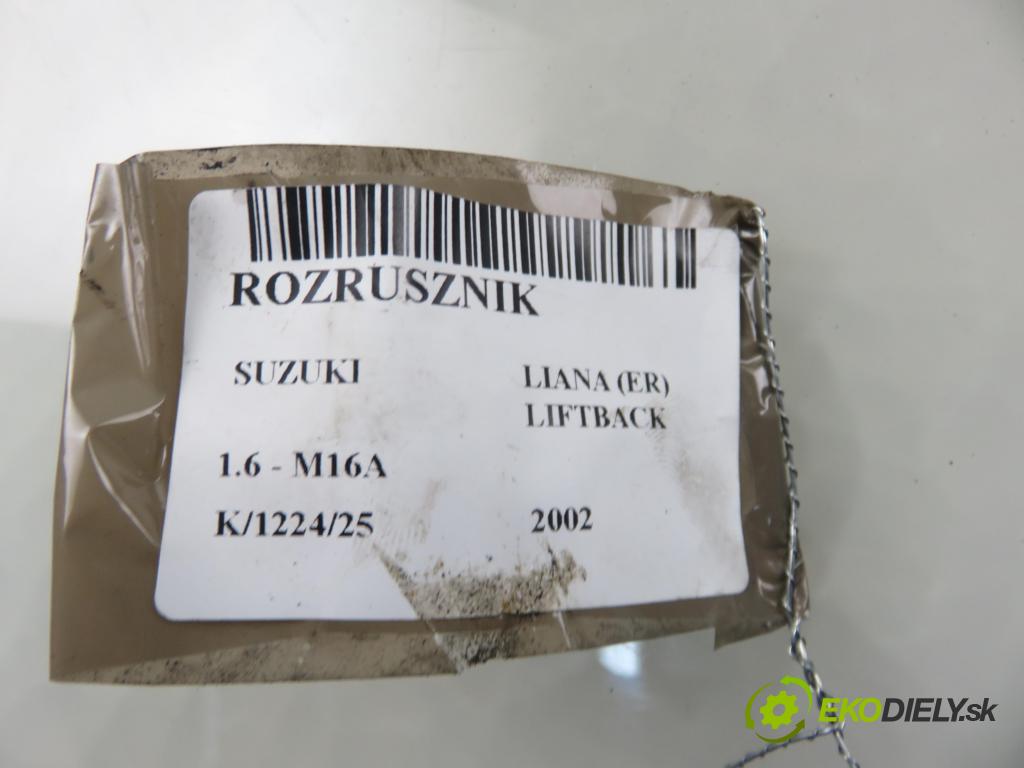 ROZRUSZNIK
SUZUKI LIANA (ER)
LIFTBACK
1.6 - M16A
K/1224/25 2002
EKODIELY.sk